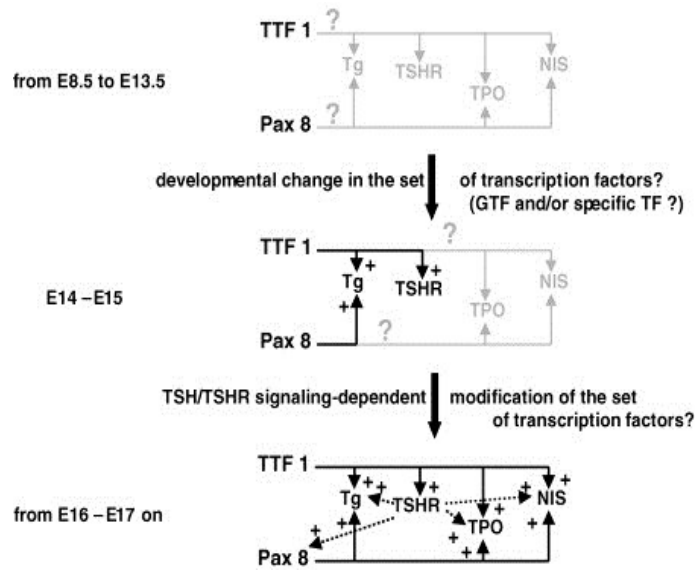 TTF 1 ?
Tg TSHR NIS
from E8.5 to E13.5
TPO
Pax 8 ?
developmental change in the set of transcription factors?
(GTF and/or specific TF ?)
TTF 1 ?
+ +
Tg TSHR NIS
E14 – E15
+ TPO
?
Pax 8
TSH/TSHR signaling-dependent modification of the set
of transcription factors?
TTF 1
+ + + + +
Tg TSHR NIS
+
from E16 – E17 on
+ + TPO +
+ +
Pax 8